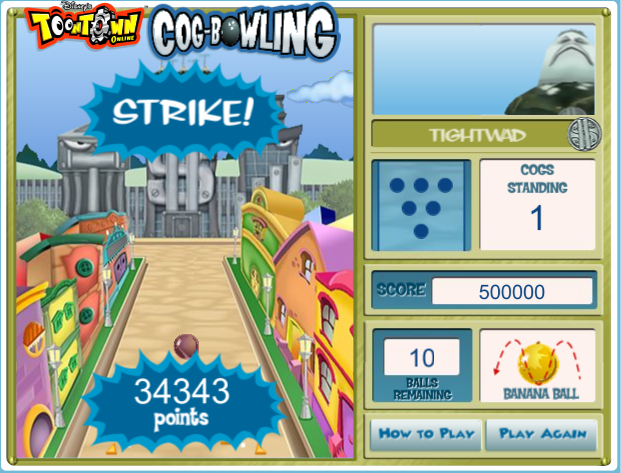 Disney's
TOONTOWN
ONLINE
COG-BOWLING
STRIKE!
TIGHTWAD
COGS
STANDING
1
SCORE 500000
10
BALLS
REMAINING
BANANA BALL
34343
points
HOW TO PLAY
PLAY AGAIN